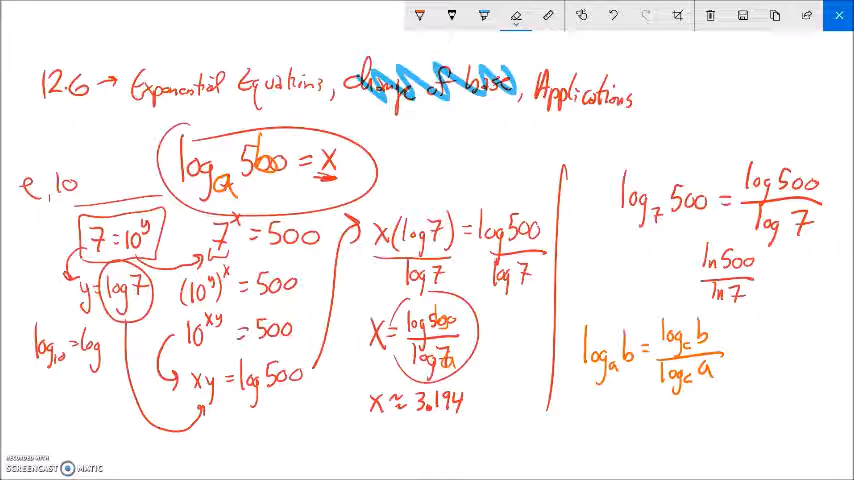 12.6 → Exponential Equations, change of base, Applications
log_a 500 = x
e, 10
7 = 10^y
y = log 7
log_10 = log
7^x = 500
(10^y)^x = 500
10^xy = 500
xy = log 500
x(log 7) = log 500
log 7 log 7
x = log 500
log 7
x ≈ 3.194
log_7 500 = log 500
log 7
ln 500
ln 7
log_a b = log_c b
log_c a
RECORDED WITH
SCREENCAST MATIC